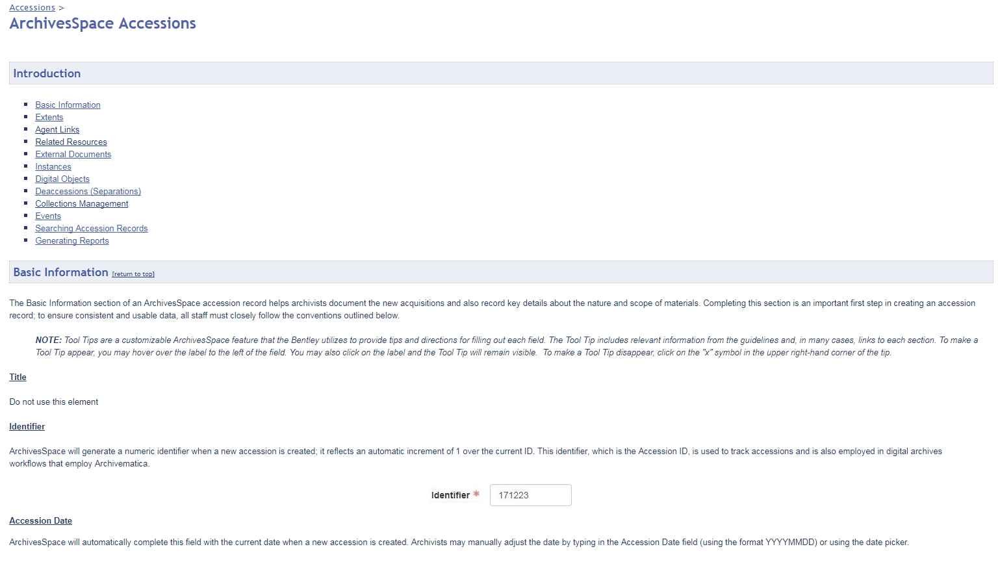 Accessions >
ArchivesSpace Accessions
Introduction
Basic Information
Extents
Agent Links
Related Resources
External Documents
Instances
Digital Objects
Deaccessions (Separations)
Collections Management
Events
Searching Accession Records
Generating Reports
Basic Information [return to top]
The Basic Information section of an ArchivesSpace accession record helps archivists document the new acquisitions and also record key details about the nature and scope of materials. Completing this section is an important first step in creating an accession
record; to ensure consistent and usable data, all staff must closely follow the conventions outlined below.
NOTE: Tool Tips are a customizable ArchivesSpace feature that the Bentley utilizes to provide tips and directions for filling out each field. The Tool Tip includes relevant information from the guidelines and, in many cases, links to each section. To make a
Tool Tip appear, you may hover over the label to the left of the field. You may also click on the label and the Tool Tip will remain visible. To make a Tool Tip disappear, click on the "x" symbol in the upper right-hand corner of the tip.
Title
Do not use this element
Identifier
ArchivesSpace will generate a numeric identifier when a new accession is created; it reflects an automatic increment of 1 over the current ID. This identifier, which is the Accession ID, is used to track accessions and is also employed in digital archives
workflows that employ Archivematica.
Identifier * 171223
Accession Date
ArchivesSpace will automatically complete this field with the current date when a new accession is created. Archivists may manually adjust the date by typing in the Accession Date field (using the format YYYYMMDD) or using the date picker.